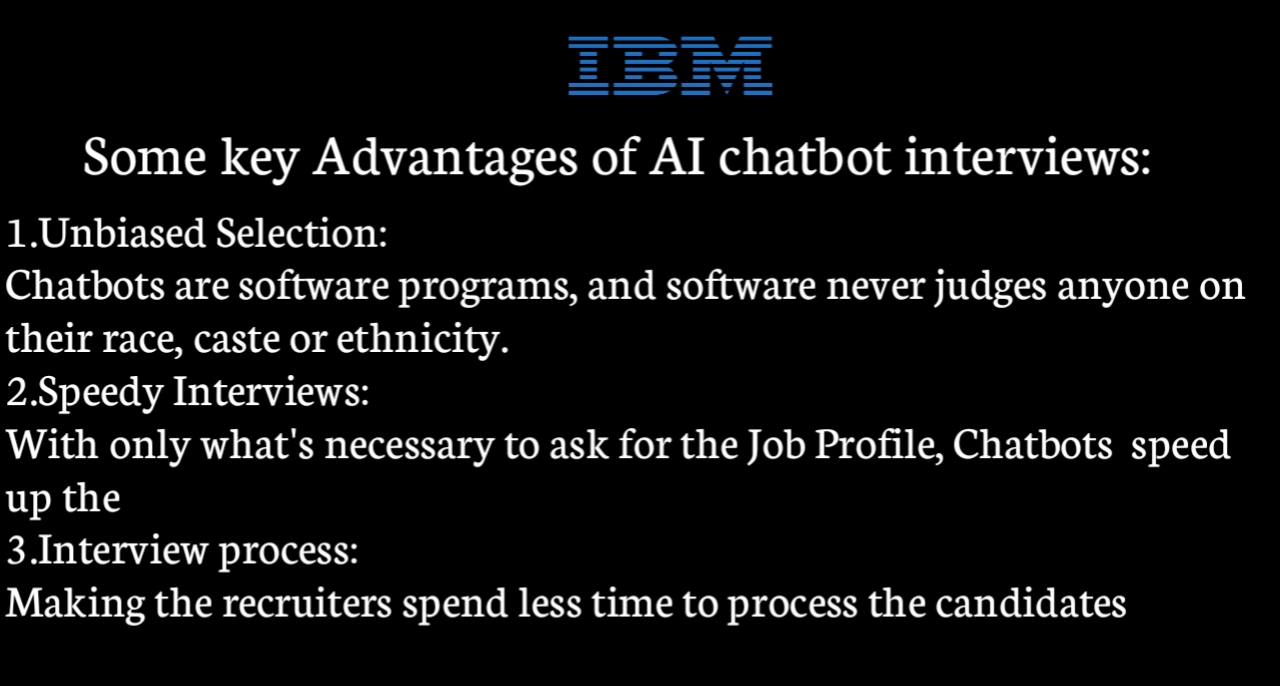 IBM
Some key Advantages of AI chatbot interviews:
1.Unbiased Selection:
Chatbots are software programs, and software never judges anyone on
their race, caste or ethnicity.
2.Speedy Interviews:
With only what's necessary to ask for the Job Profile, Chatbots  speed
up the
3.Interview process:
Making the recruiters spend less time to process the candidates